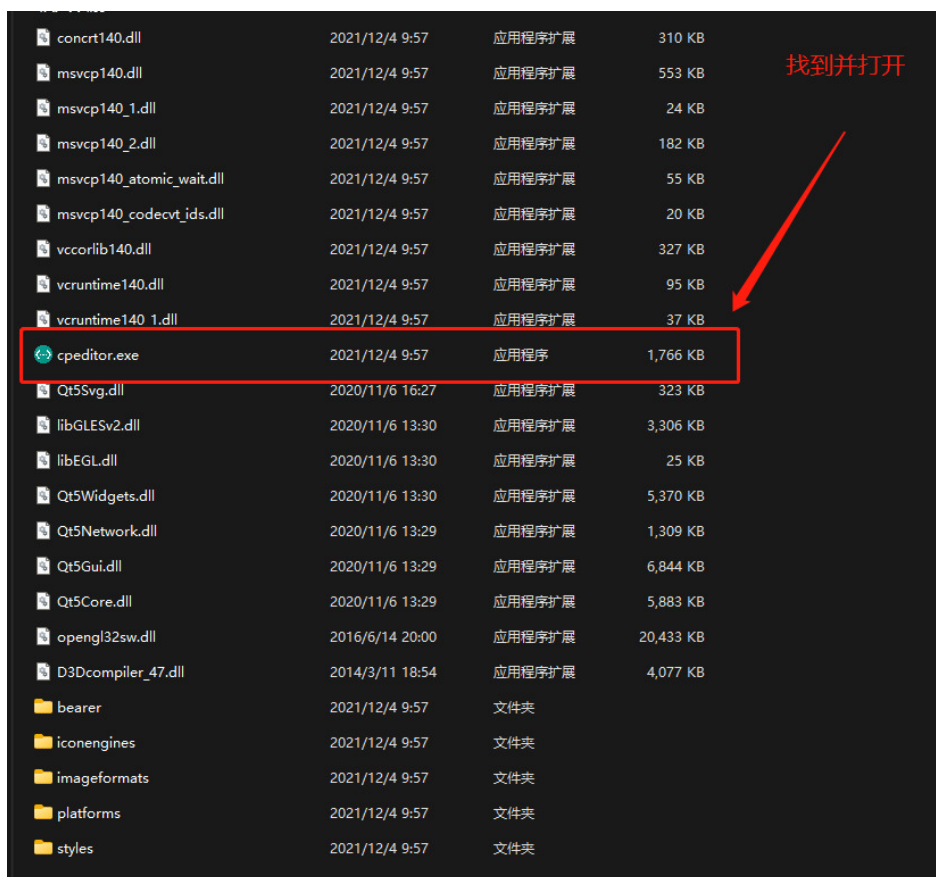 concrt140.dll 2021/12/4 9:57 应用程序扩展 310 KB
找到并打开
msvcp140.dll 2021/12/4 9:57 应用程序扩展 553 KB
msvcp140_1.dll 2021/12/4 9:57 应用程序扩展 24 KB
msvcp140_2.dll 2021/12/4 9:57 应用程序扩展 182 KB
msvcp140_atomic_wait.dll 2021/12/4 9:57 应用程序扩展 55 KB
msvcp140_codecvt_ids.dll 2021/12/4 9:57 应用程序扩展 20 KB
vccorlib140.dll 2021/12/4 9:57 应用程序扩展 327 KB
vcruntime140.dll 2021/12/4 9:57 应用程序扩展 95 KB
vcruntime140_1.dll 2021/12/4 9:57 应用程序扩展 37 KB
cpeditor.exe 2021/12/4 9:57 应用程序 1,766 KB
Qt5Svg.dll 2020/11/6 16:27 应用程序扩展 323 KB
libGLESv2.dll 2020/11/6 13:30 应用程序扩展 3,306 KB
libEGL.dll 2020/11/6 13:30 应用程序扩展 25 KB
Qt5Widgets.dll 2020/11/6 13:30 应用程序扩展 5,370 KB
Qt5Network.dll 2020/11/6 13:29 应用程序扩展 1,309 KB
Qt5Gui.dll 2020/11/6 13:29 应用程序扩展 6,844 KB
Qt5Core.dll 2020/11/6 13:29 应用程序扩展 5,883 KB
opengl32sw.dll 2016/6/14 20:00 应用程序扩展 20,433 KB
D3Dcompiler_47.dll 2014/3/11 18:54 应用程序扩展 4,077 KB
bearer 2021/12/4 9:57 文件夹
iconengines 2021/12/4 9:57 文件夹
imageformats 2021/12/4 9:57 文件夹
platforms 2021/12/4 9:57 文件夹
styles 2021/12/4 9:57 文件夹